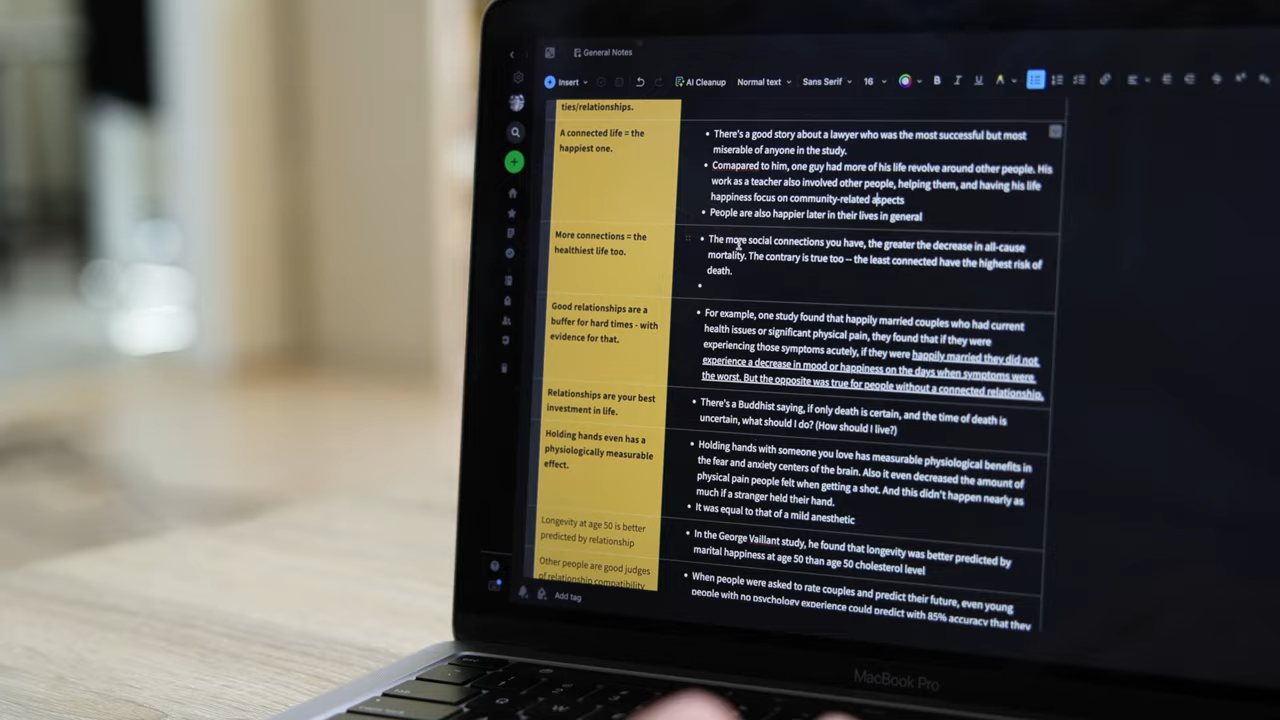 General Notes
Insert
AI Cleanup
Normal text
Sans Serif
16
B
I
U
A
ties/relationships.
A connected life = the
happiest one.
• There's a good story about a lawyer who was the most successful but most
miserable of anyone in the study.
• Comapared to him, one guy had more of his life revolve around other people. His
work as a teacher also involved other people, helping them, and having his life
happiness focus on community-related aspects
• People are also happier later in their lives in general
More connections = the
healthiest life too.
• The more social connections you have, the greater the decrease in all-cause
mortality. The contrary is true too -- the least connected have the highest risk of
death.
•
Good relationships are a
buffer for hard times - with
evidence for that.
• For example, one study found that happily married couples who had current
health issues or significant physical pain, they found that if they were
experiencing those symptoms acutely, if they were happily married they did not
experience a decrease in mood or happiness on the days when symptoms were
the worst. But the opposite was true for people without a connected relationship.
Relationships are your best
investment in life.
• There's a Buddhist saying, if only death is certain, and the time of death is
uncertain, what should I do? (How should I live?)
Holding hands even has a
physiologically measurable
effect.
• Holding hands with someone you love has measurable physiological benefits in
the fear and anxiety centers of the brain. Also it even decreased the amount of
physical pain people felt when getting a shot. And this didn't happen nearly as
much if a stranger held their hand.
• It was equal to that of a mild anesthetic
Longevity at age 50 is better
predicted by relationship
• In the George Vaillant study, he found that longevity was better predicted by
marital happiness at age 50 than age 50 cholesterol level
Other people are good judges
of relationship compatibility
• When people were asked to rate couples and predict their future, even young
people with no psychology experience could predict with 85% accuracy that they
Add tag
MacBook Pro